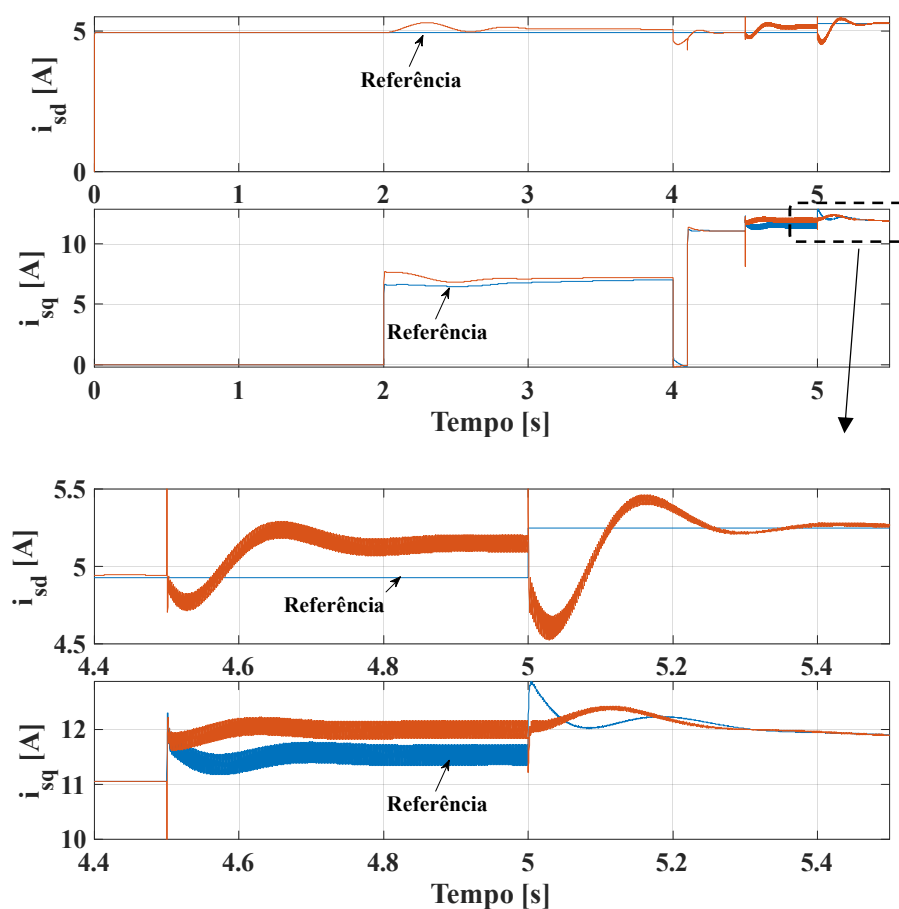 5
i_sd [A]
Referência
0
0 1 2 3 4 5
10
i_sq [A]
5
Referência
0
0 1 2 3 4 5
Tempo [s]
5.5
i_sd [A]
5
Referência
4.5
4.4 4.6 4.8 5 5.2 5.4
12
i_sq [A]
11
Referência
10
4.4 4.6 4.8 5 5.2 5.4
Tempo [s]